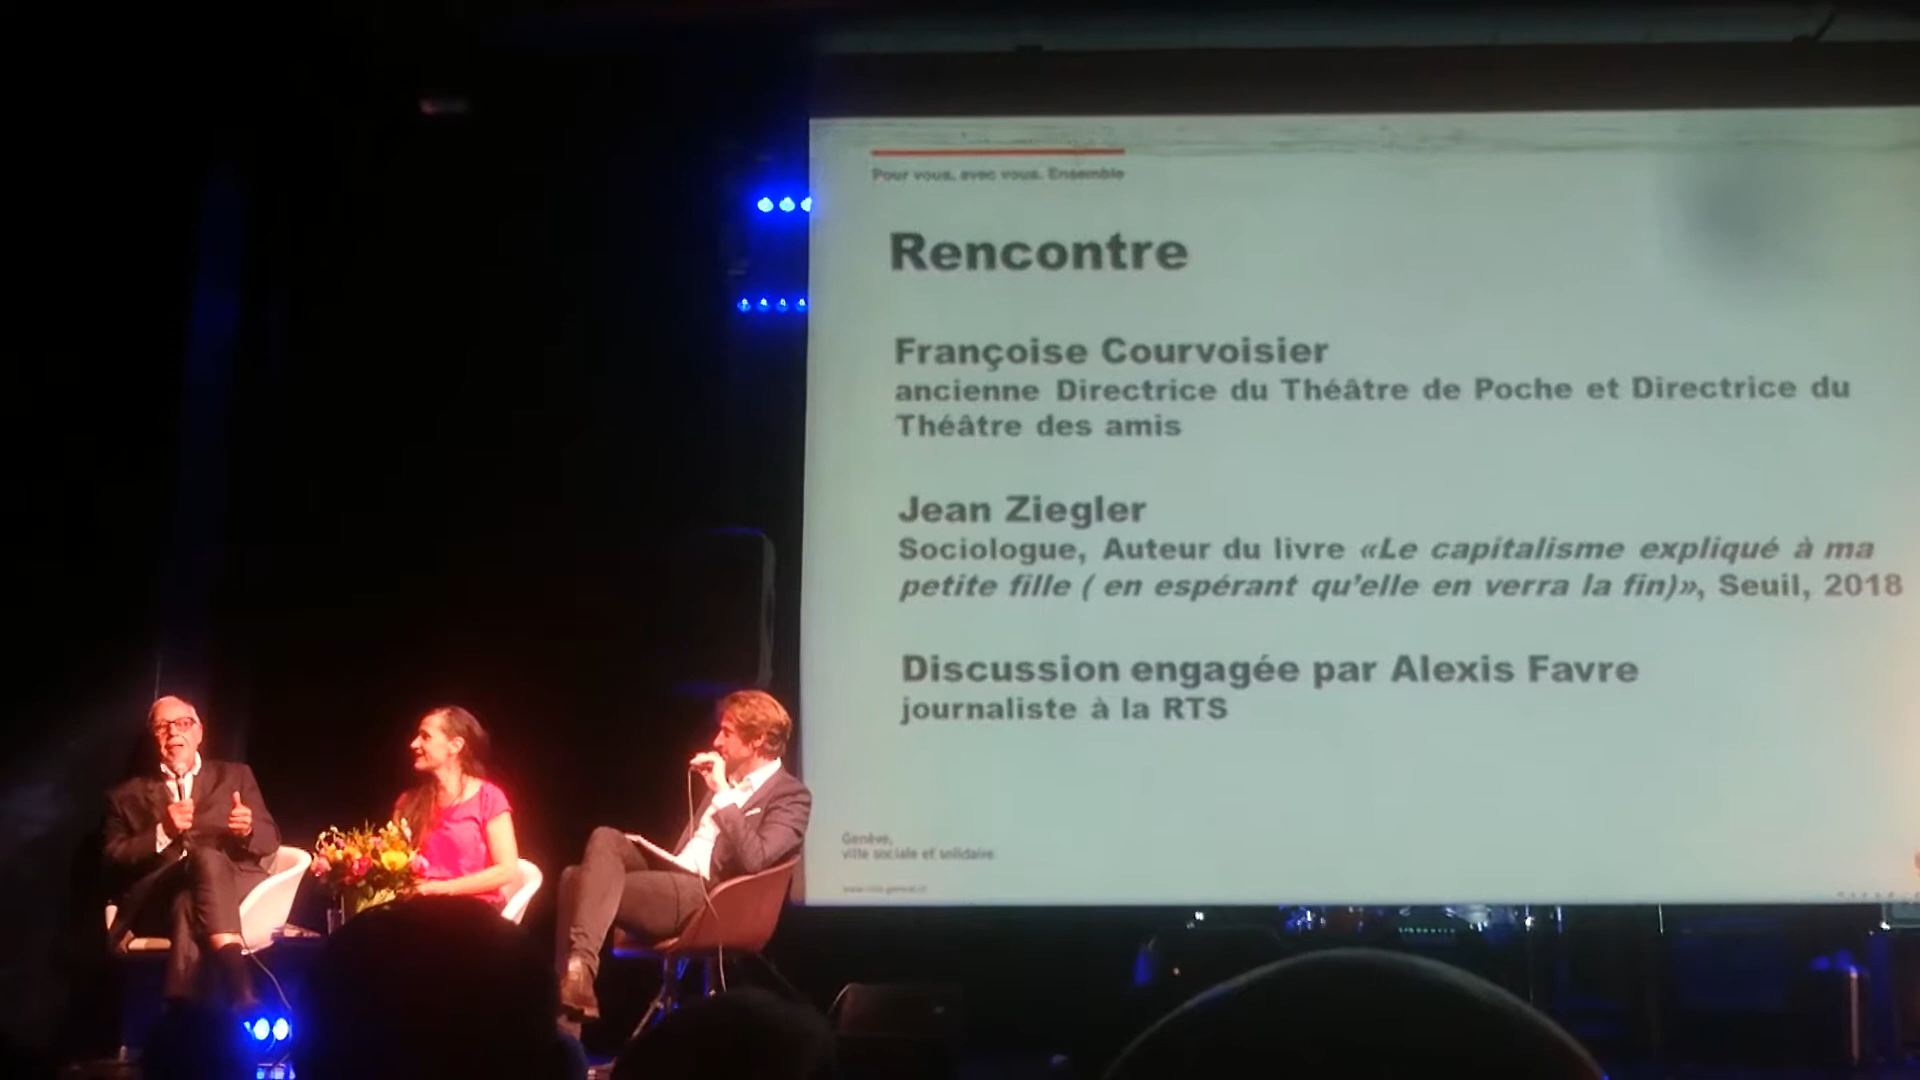 Pour vous, avec vous. Ensemble
Rencontre
Françoise Courvoisier
ancienne Directrice du Théâtre de Poche et Directrice du
Théâtre des amis
Jean Ziegler
Sociologue, Auteur du livre «Le capitalisme expliqué à ma
petite fille ( en espérant qu'elle en verra la fin)», Seuil, 2018
Discussion engagée par Alexis Favre
journaliste à la RTS
Genève,
ville sociale et solidaire